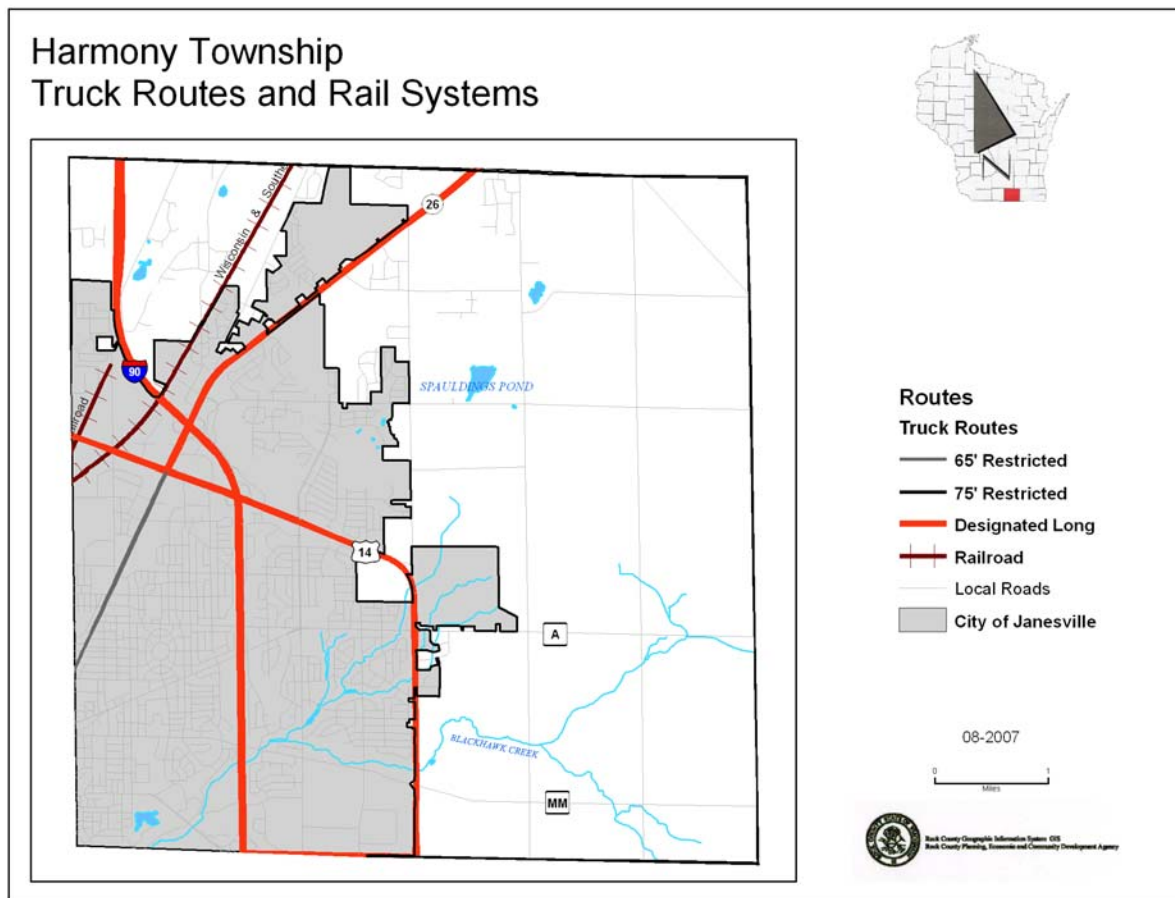 Harmony Township
Truck Routes and Rail Systems
N
26
Wisconsin & Southe
90
ilroad
SPAULDINGS POND
14
A
BLACKHAWK CREEK
MM
Routes
Truck Routes
65' Restricted
75' Restricted
Designated Long
Railroad
Local Roads
City of Janesville
08-2007
0 1
Miles
Rock County Geographic Information System GIS
Rock County Planning, Economic and Community Development Agency